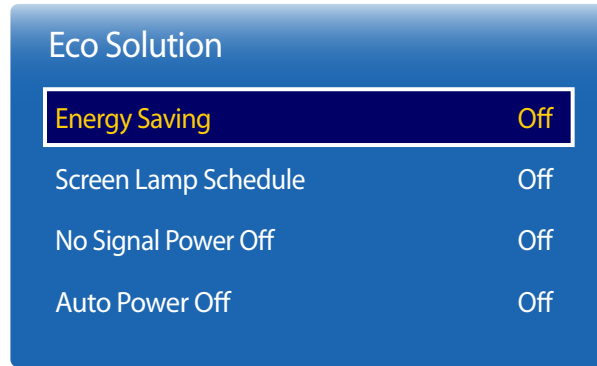 Eco Solution
Energy Saving Off
Screen Lamp Schedule Off
No Signal Power Off Off
Auto Power Off Off